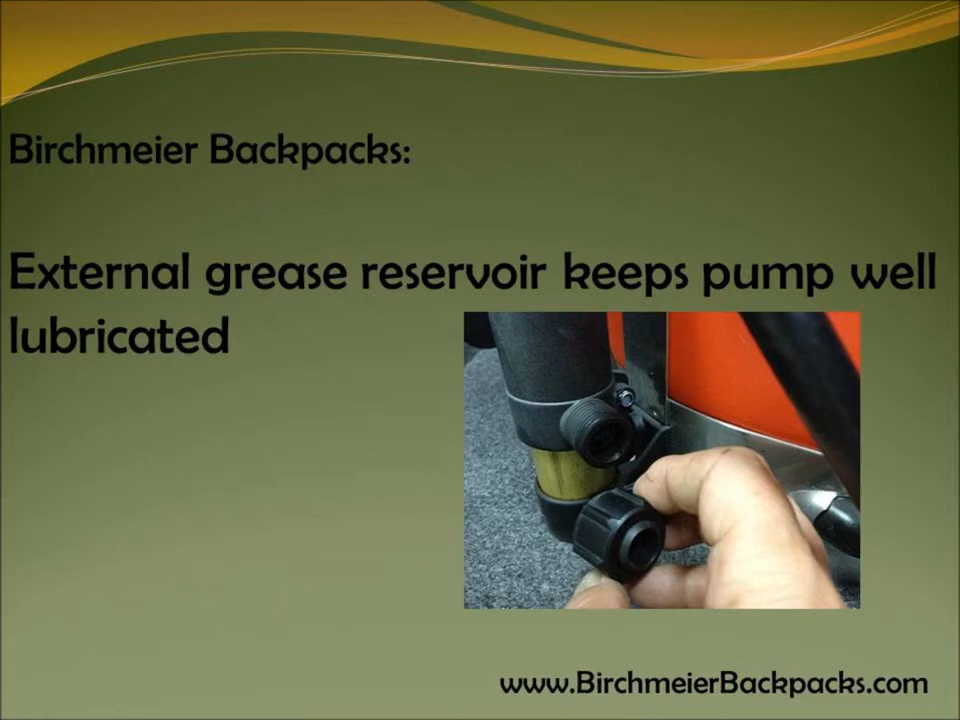 Birchmeier Backpacks:
External grease reservoir keeps pump well
lubricated
www.BirchmeierBackpacks.com